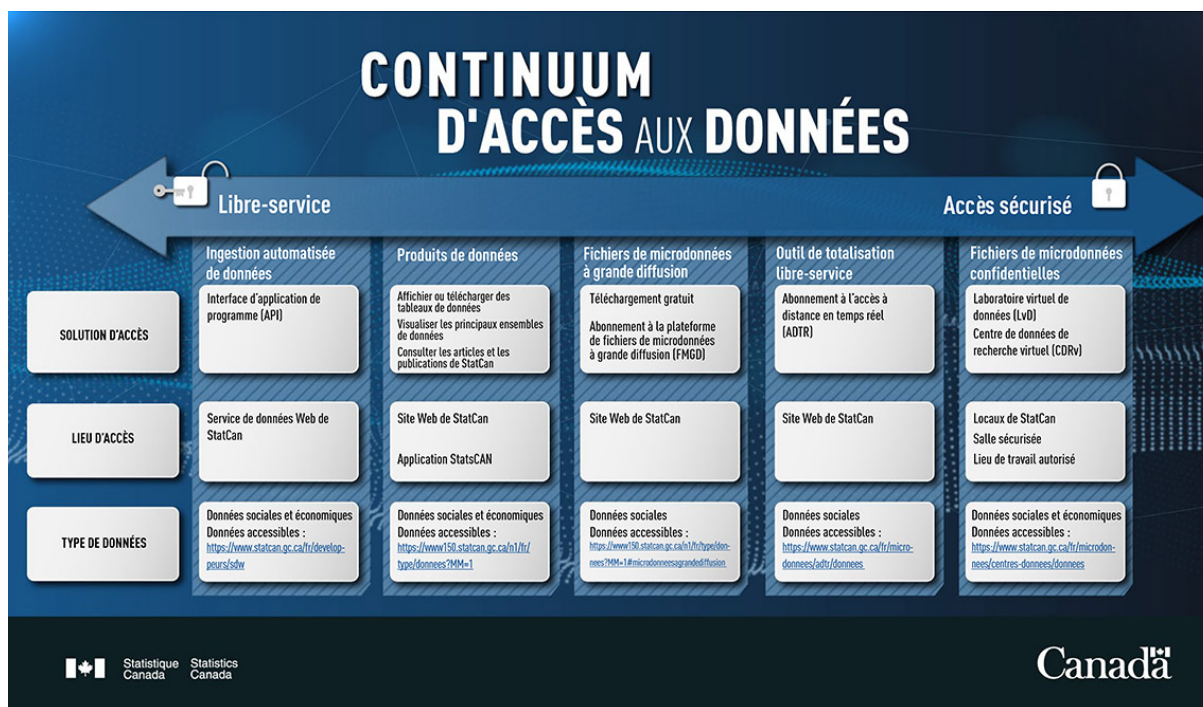 CONTINUUM
D'ACCÈS AUX DONNÉES
Libre-service
Accès sécurisé
Ingestion automatisée
de données
Produits de données
Fichiers de microdonnées
à grande diffusion
Outil de totalisation
libre-service
Fichiers de microdonnées
confidentielles
SOLUTION D'ACCÈS
Interface d'application de
programme (API)
Affichier ou télécharger des
tableaux de données
Visualiser les principaux ensembles
de données
Consulter les articles et les
publications de StatCan
Téléchargement gratuit
Abonnement à la plateforme
de fichiers de microdonnées
à grande diffusion (FMGD)
Abonnement à l'accès à
distance en temps réel
(ADTR)
Laboratoire virtuel de
données (LvD)
Centre de données de
recherche virtuel (CDRv)
LIEU D'ACCÈS
Service de données Web de
StatCan
Site Web de StatCan
Application StatsCAN
Site Web de StatCan
Site Web de StatCan
Locaux de StatCan
Salle sécurisée
Lieu de travail autorisé
TYPE DE DONNÉES
Données sociales et économiques
Données accessibles :
https://www.statcan.gc.ca/fr/develop-
peurs/sdw
Données sociales et économiques
Données accessibles :
https://www150.statcan.gc.ca/n1/fr/
type/donnees?MM=1
Données sociales
Données accessibles :
https://www150.statcan.gc.ca/n1/fr/type/don-
nees?MM=1#microdonneesagrandediffusion
Données sociales
Données accessibles :
https://www.statcan.gc.ca/fr/micro-
donnees/adtr/donnees
Données sociales et économiques
Données accessibles :
https://www.statcan.gc.ca/fr/microdon-
nees/centres-donnees/donnees
Statistique Statistics
Canada Canada
Canada